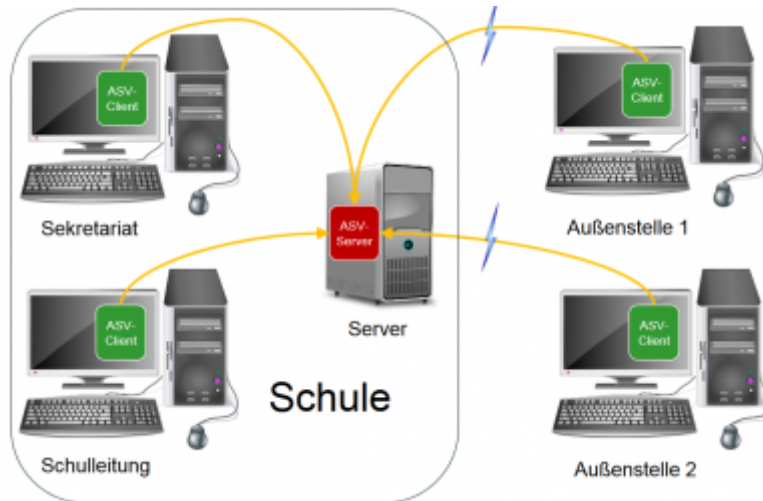 ASV-
Client
Sekretariat
ASV-
Client
Außenstelle 1
ASV-
Server
Server
ASV-
Client
Schulleitung
Schule
ASV-
Client
Außenstelle 2